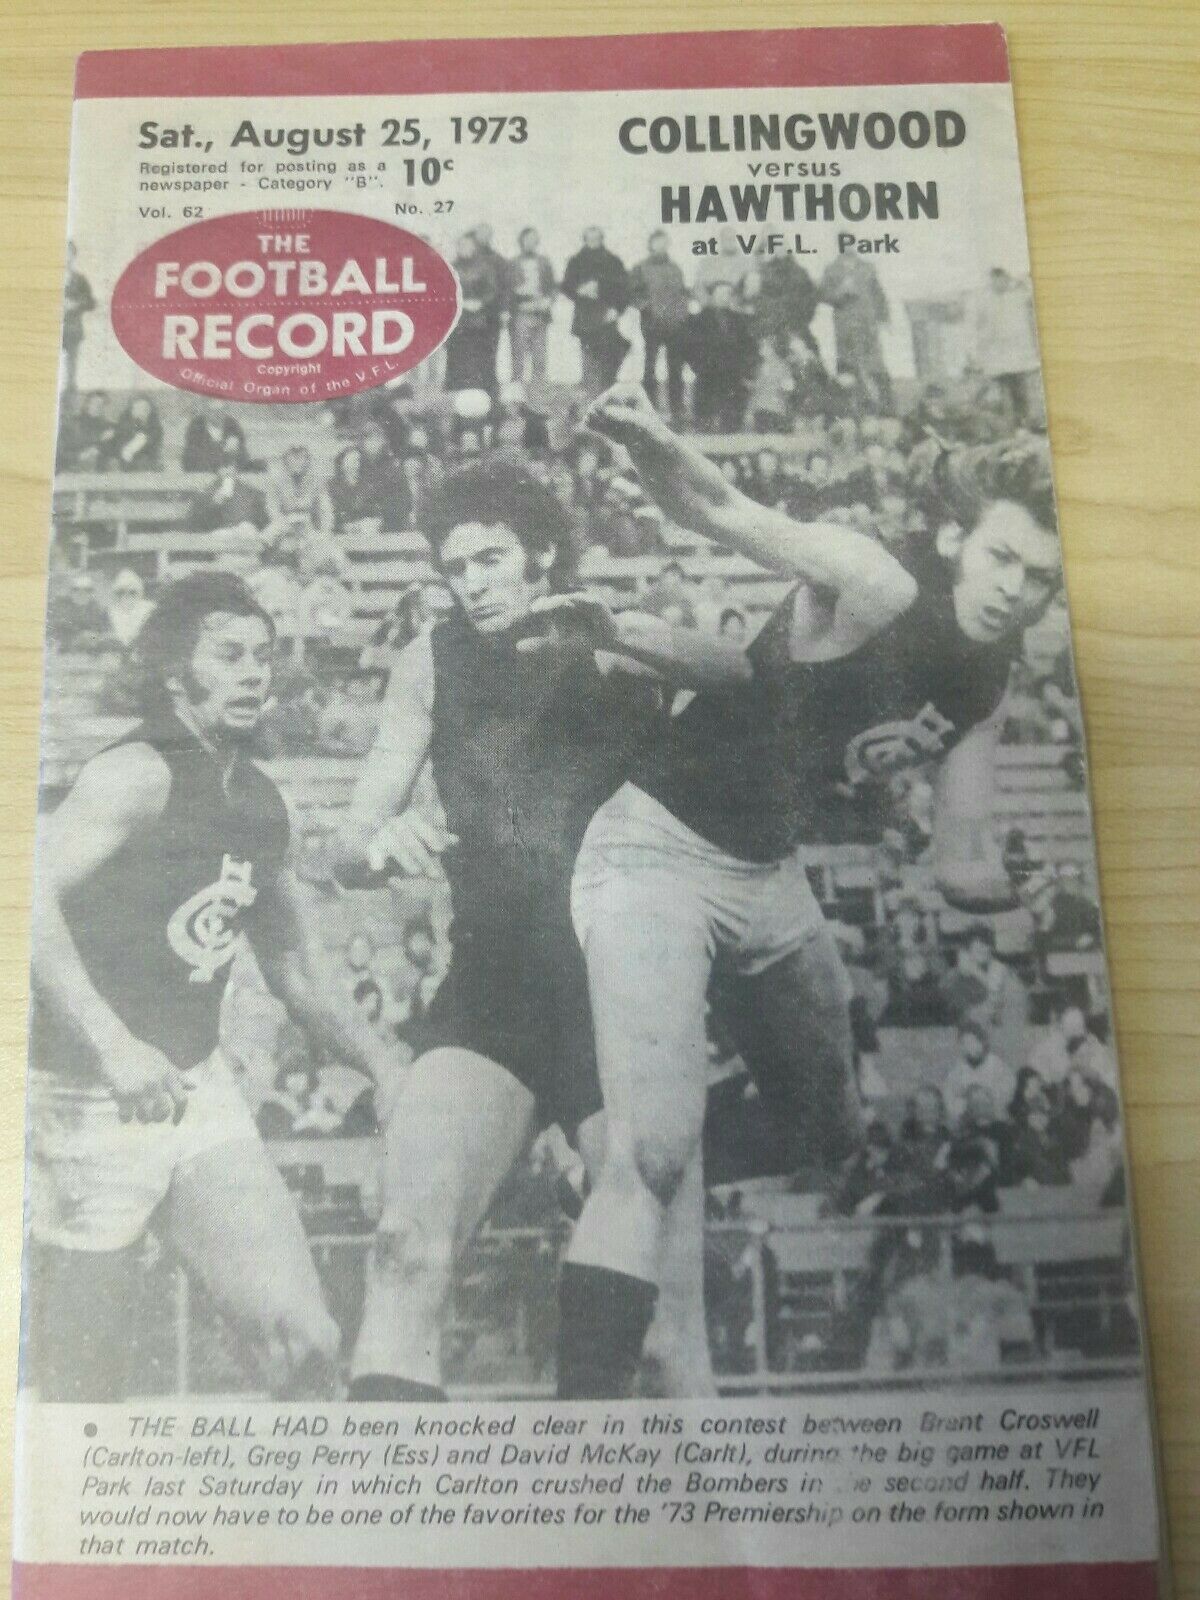 Sat., August 25, 1973
Registered for posting as a
newspaper - Category "B". 10c
Vol. 62 No. 27
COLLINGWOOD
versus
HAWTHORN
at V.F.L. Park
THE
FOOTBALL
RECORD
Copyright
Official Organ of the V.F.L.
• THE BALL HAD been knocked clear in this contest between Brent Croswell
(Carlton-left), Greg Perry (Ess) and David McKay (Carlt), during the big game at VFL
Park last Saturday in which Carlton crushed the Bombers in the second half. They
would now have to be one of the favorites for the '73 Premiership on the form shown in
that match.